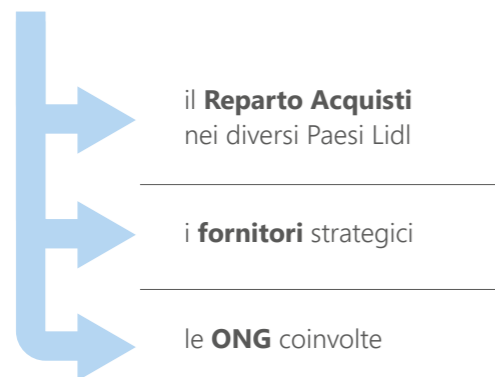 il Reparto Acquisti
nei diversi Paesi Lidl
i fornitori strategici
le ONG coinvolte